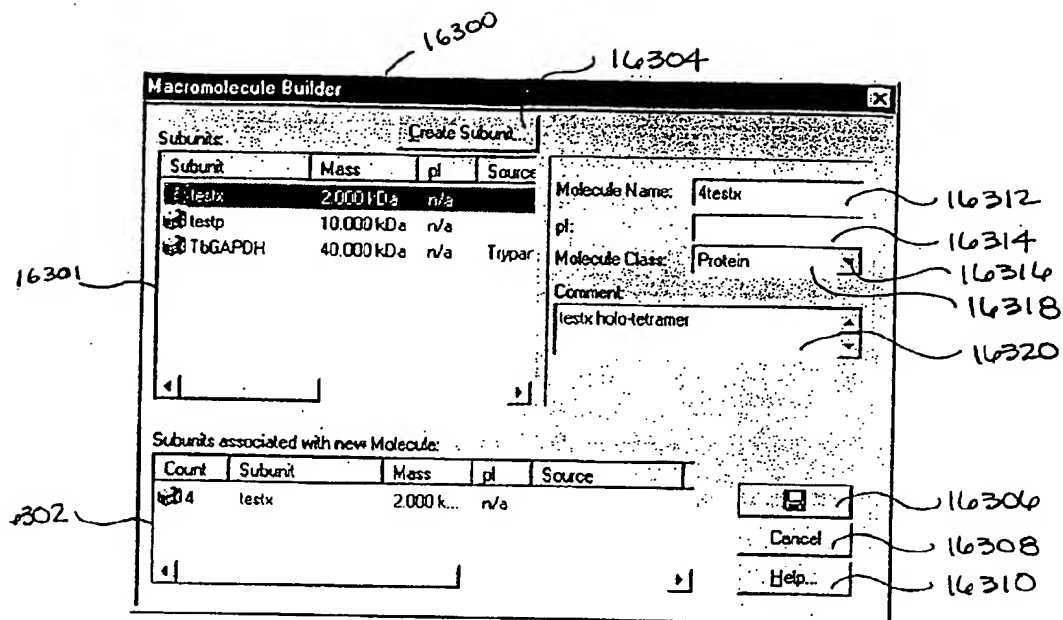 16300
16304
Macromolecule Builder
Create Subunit...
Subunits:
Subunit Mass pI Source
testx 2.000 kDa n/a
testp 10.000 kDa n/a
TbGAPDH 40.000 kDa n/a Trypar
16301
Molecule Name: 4testx
16312
pI:
16314
Molecule Class: Protein
16316
16318
Comment:
testx holo-tetramer
16320
Subunits associated with new Molecule:
Count Subunit Mass pI Source
4 testx 2.000 k... n/a
302
16306
Cancel
16308
Help...
16310